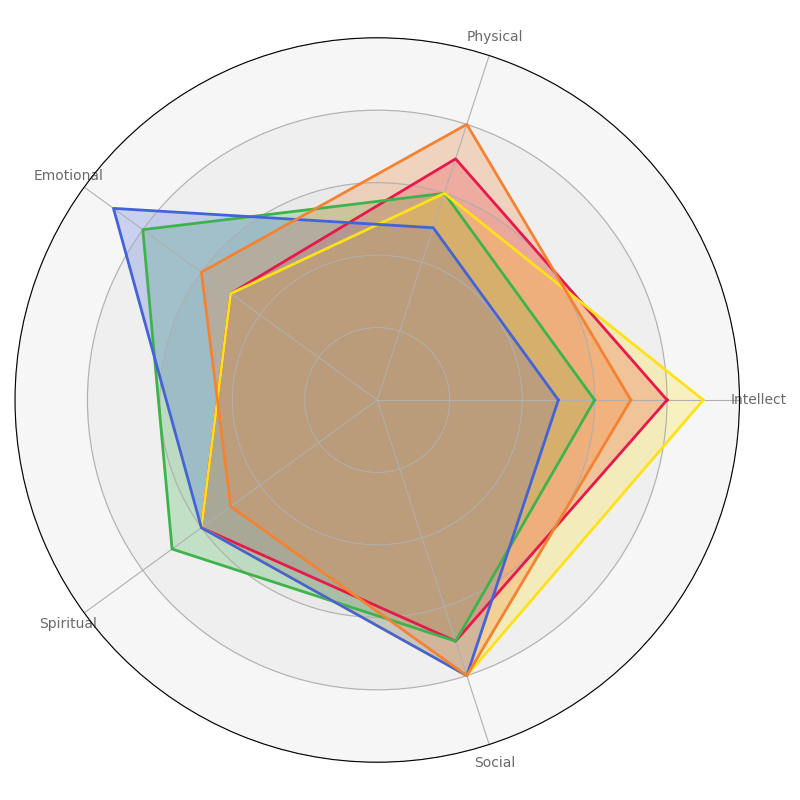 Physical
Emotional
Intellect
Spiritual
Social